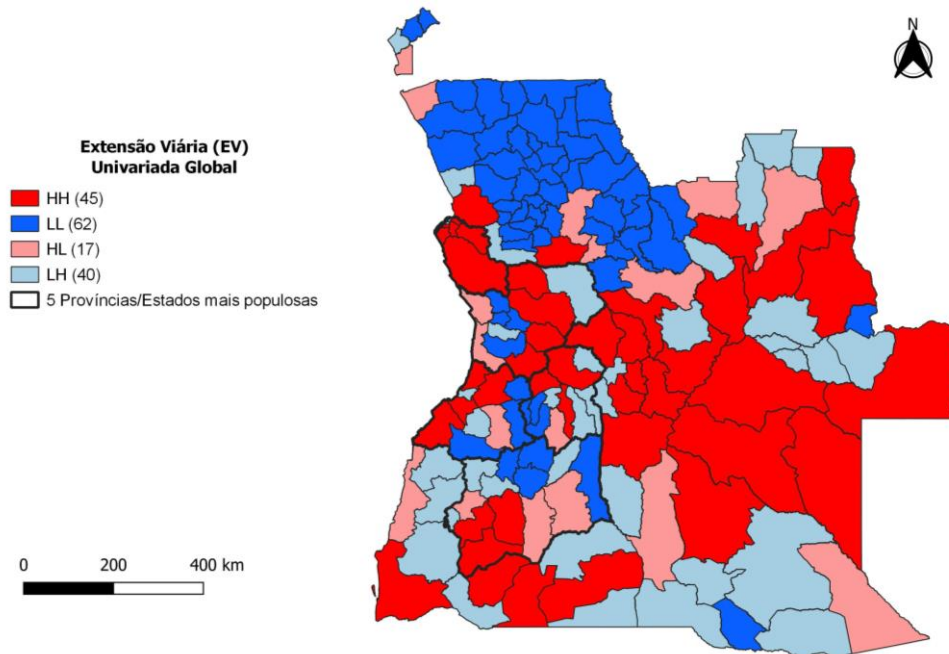 N
Extensão Viária (EV)
Univariada Global
HH (45)
LL (62)
HL (17)
LH (40)
5 Províncias/Estados mais populosas
0 200 400 km